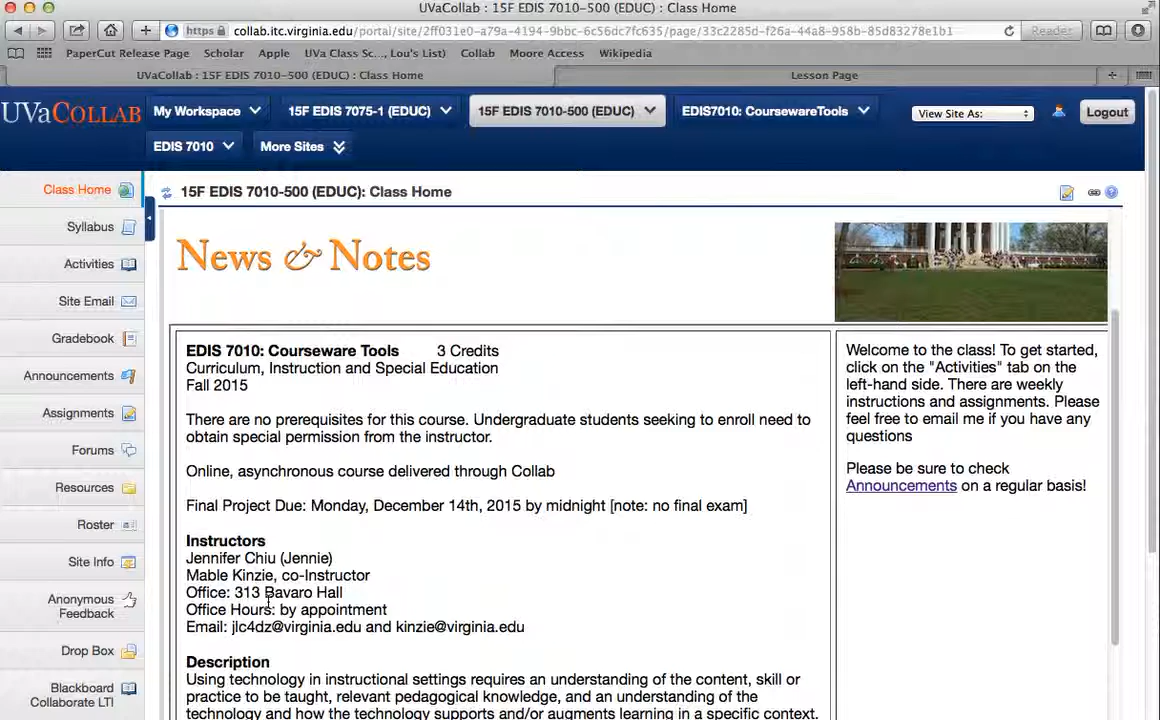 UVaCollab : 15F EDIS 7010-500 (EDUC) : Class Home
https collab.itc.virginia.edu/portal/site/2ff031e0-a79a-4194-9bbc-6c56dc7fc635/page/33c2285d-f26a-44a8-958b-85d83278e1b1 Reader
PaperCut Release Page Scholar Apple UVa Class Sc..., Lou's List) Collab Moore Access Wikipedia
UVaCollab : 15F EDIS 7010-500 (EDUC) : Class Home Lesson Page
UVACOLLAB My Workspace 15F EDIS 7075-1 (EDUC) 15F EDIS 7010-500 (EDUC) EDIS7010: CoursewareTools View Site As: Logout
EDIS 7010 More Sites
Class Home
Syllabus
Activities
Site Email
Gradebook
Announcements
Assignments
Forums
Resources
Roster
Site Info
Anonymous
Feedback
Drop Box
Blackboard
Collaborate LTI
15F EDIS 7010-500 (EDUC): Class Home
News & Notes
EDIS 7010: Courseware Tools 3 Credits
Curriculum, Instruction and Special Education
Fall 2015
There are no prerequisites for this course. Undergraduate students seeking to enroll need to
obtain special permission from the instructor.
Online, asynchronous course delivered through Collab
Final Project Due: Monday, December 14th, 2015 by midnight [note: no final exam]
Instructors
Jennifer Chiu (Jennie)
Mable Kinzie, co-Instructor
Office: 313 Bavaro Hall
Office Hours: by appointment
Email: jlc4dz@virginia.edu and kinzie@virginia.edu
Description
Using technology in instructional settings requires an understanding of the content, skill or
practice to be taught, relevant pedagogical knowledge, and an understanding of the
technology and how the technology supports and/or augments learning in a specific context.
Welcome to the class! To get started,
click on the "Activities" tab on the
left-hand side. There are weekly
instructions and assignments. Please
feel free to email me if you have any
questions
Please be sure to check
Announcements on a regular basis!